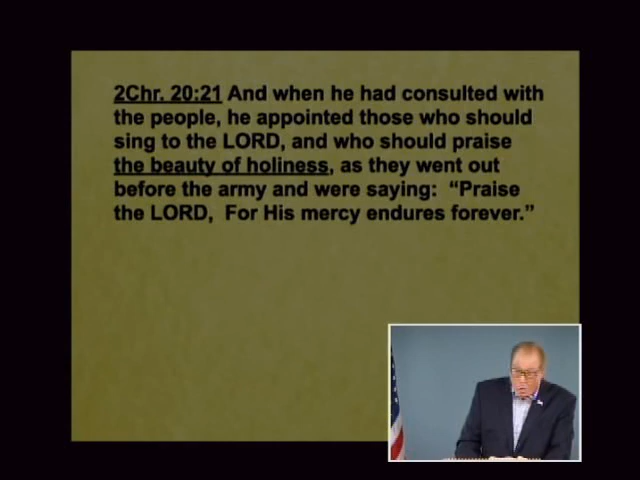 2Chr. 20:21 And when he had consulted with
the people, he appointed those who should
sing to the LORD, and who should praise
the beauty of holiness, as they went out
before the army and were saying:  “Praise
the LORD,  For His mercy endures forever.”